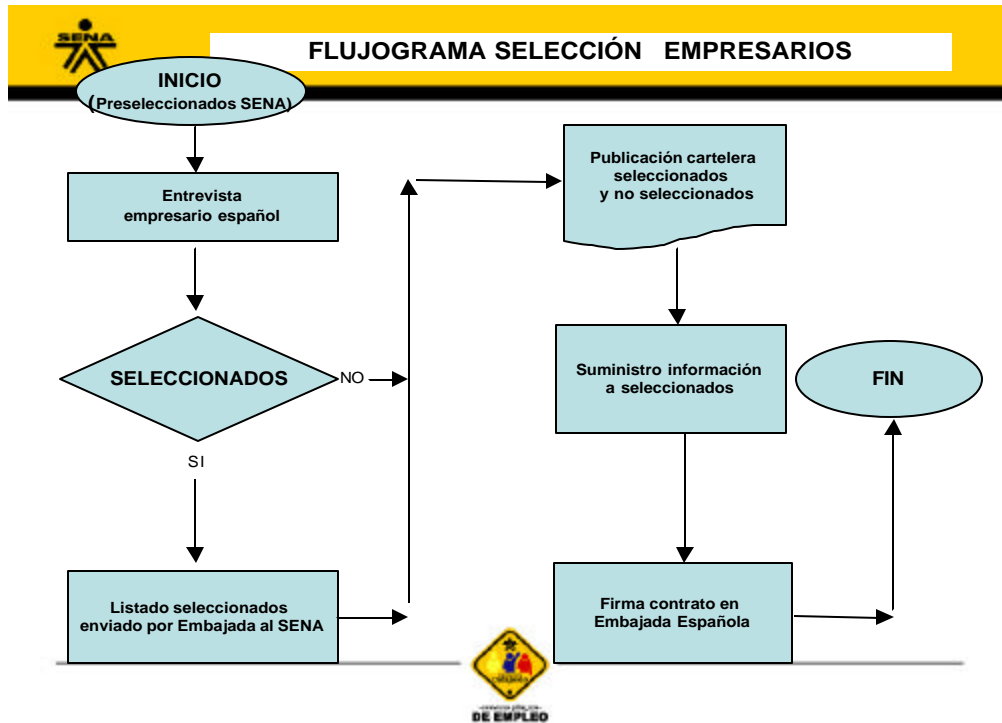 SENA
FLUJOGRAMA SELECCIÓN EMPRESARIOS
INICIO
(Preseleccionados SENA)
Entrevista
empresario español
SELECCIONADOS
NO
SI
Listado seleccionados
enviado por Embajada al SENA
Publicación cartelera
seleccionados
y no seleccionados
Suministro información
a seleccionados
Firma contrato en
Embajada Española
FIN
DE EMPLEO